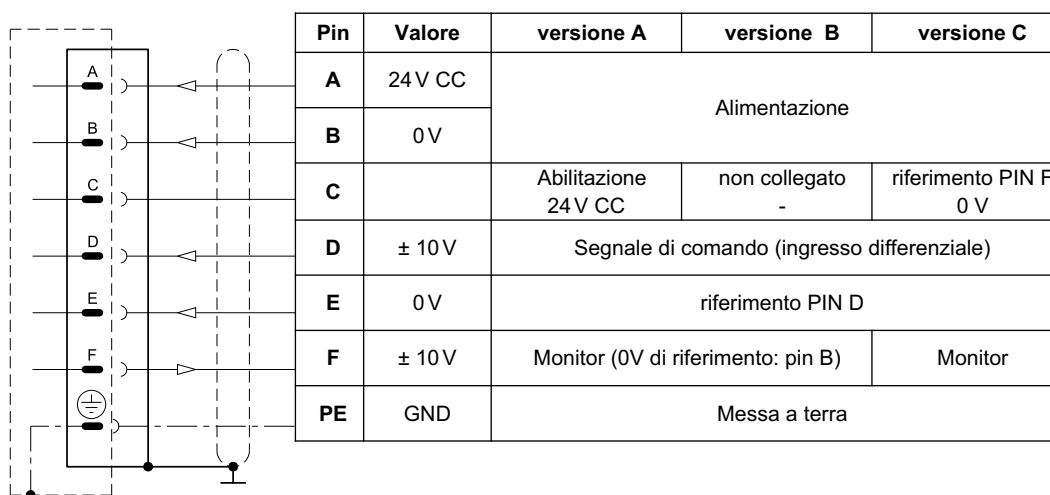 Pin Valore versione A versione B versione C
A
A 24 V CC
Alimentazione
B
B 0 V
C
C
Abilitazione
24 V CC
non collegato
-
riferimento PIN F
0 V
D
D ± 10 V Segnale di comando (ingresso differenziale)
E
E 0 V riferimento PIN D
F
F ± 10 V Monitor (0V di riferimento: pin B) Monitor
PE GND Messa a terra